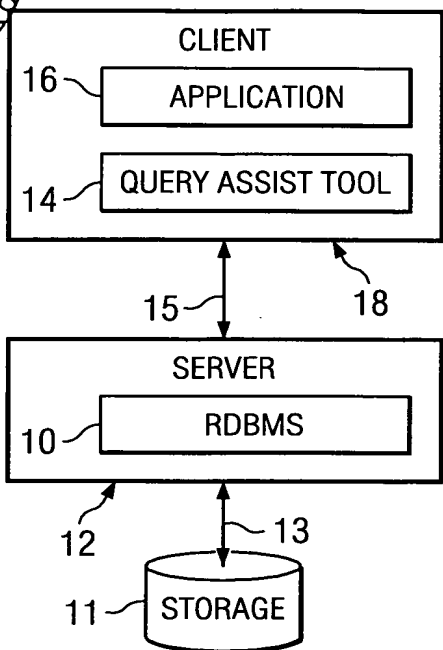 CLIENT
16
APPLICATION
14
QUERY ASSIST TOOL
15
18
SERVER
10
RDBMS
12
13
11
STORAGE